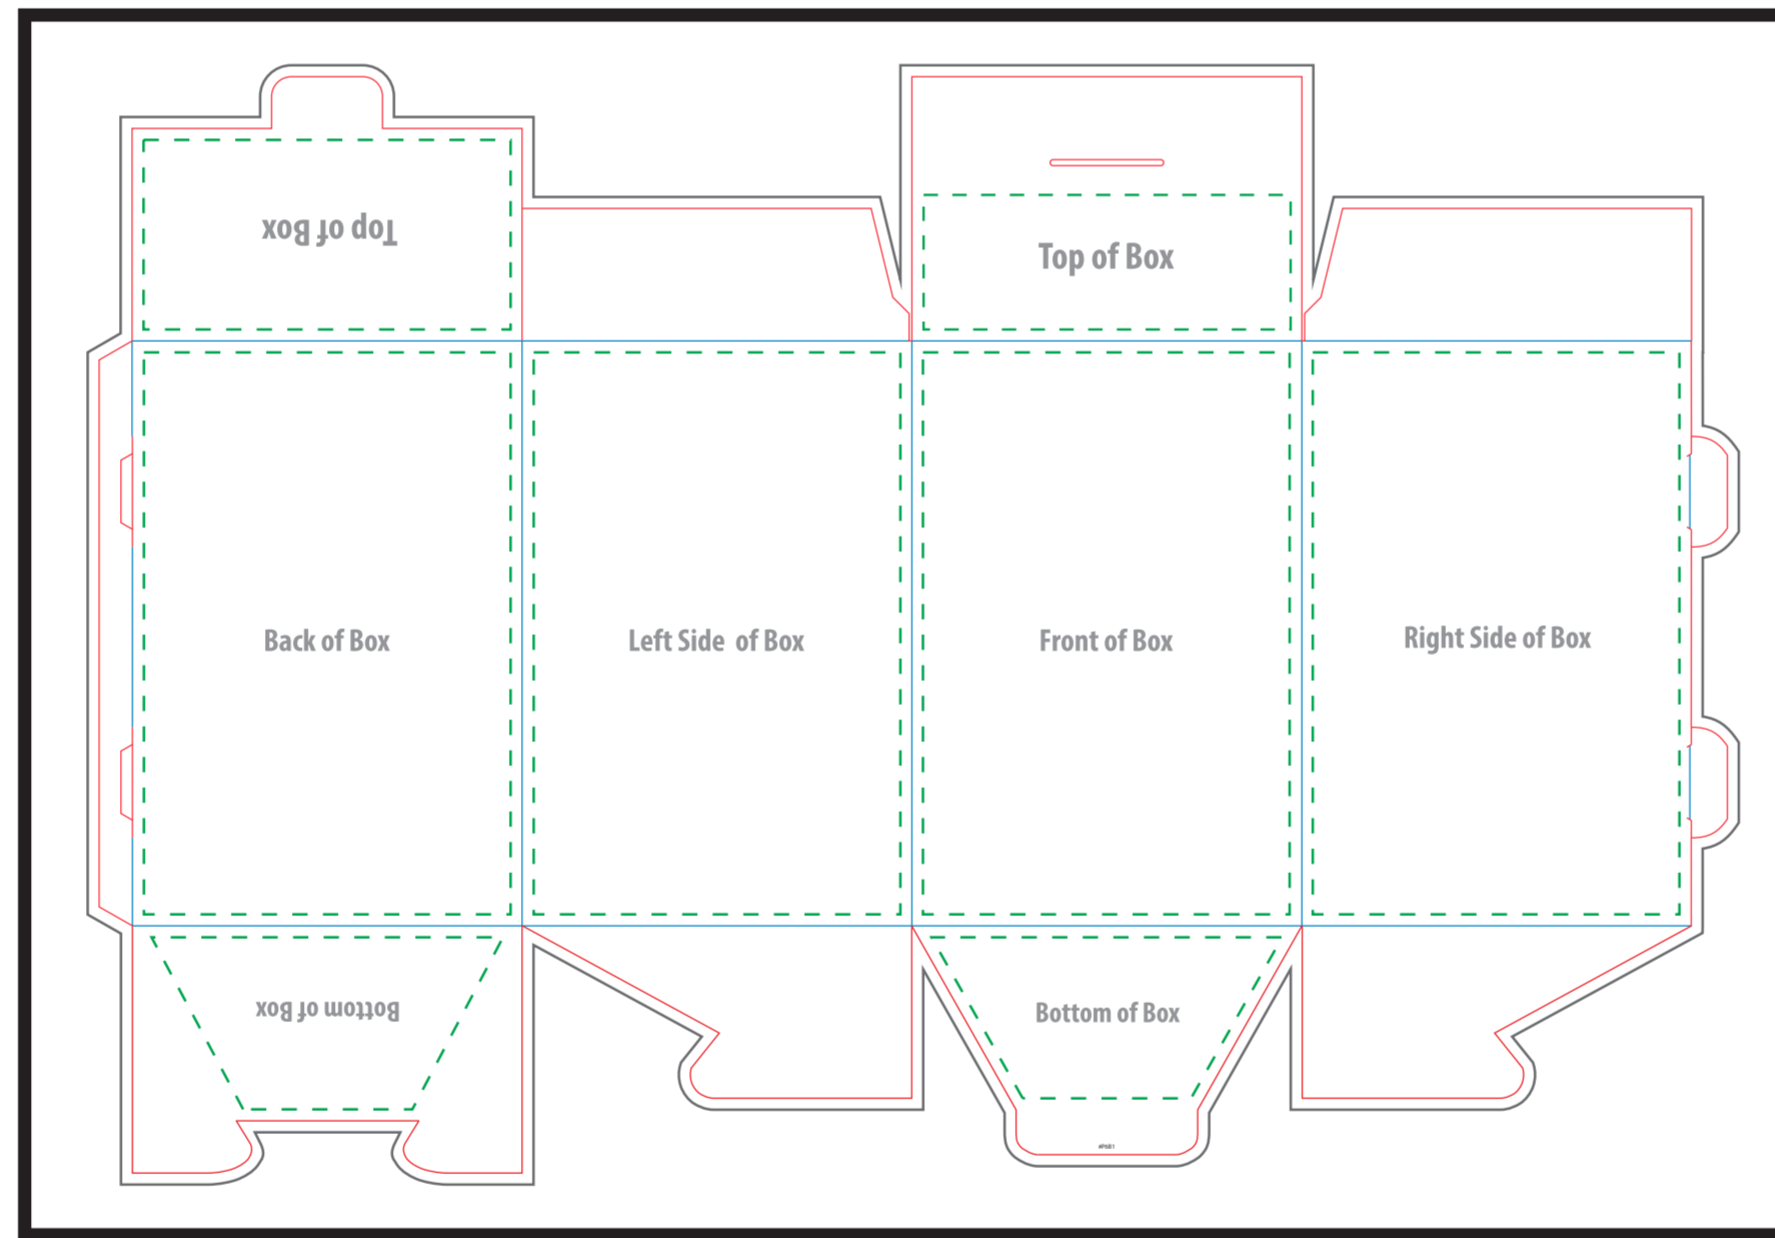 Top of Box
Top of Box
Back of Box
Left Side of Box
Front of Box
Right Side of Box
Bottom of Box
Bottom of Box